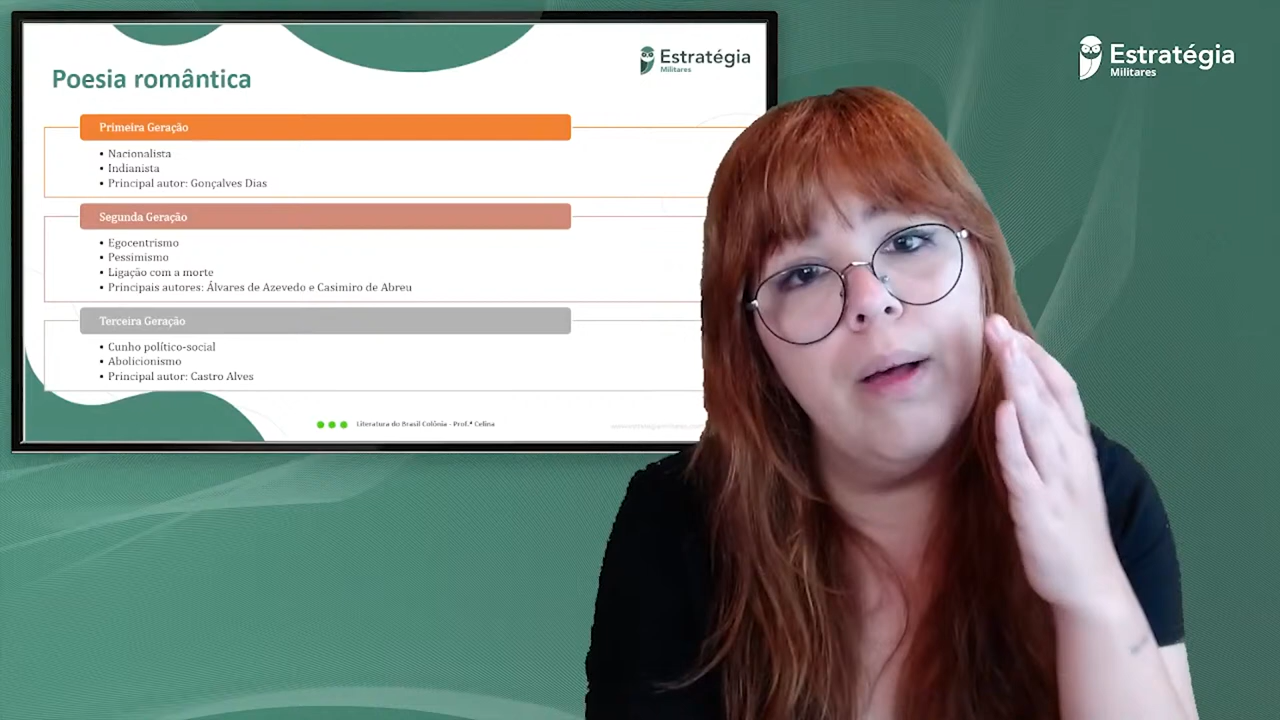 Poesia romântica
Estratégia
Militares
Estratégia
Militares
Primeira Geração
• Nacionalista
• Indianista
• Principal autor: Gonçalves Dias
Segunda Geração
• Egocentrismo
• Pessimismo
• Ligação com a morte
• Principais autores: Álvares de Azevedo e Casimiro de Abreu
Terceira Geração
• Cunho político-social
• Abolicionismo
• Principal autor: Castro Alves
Literatura do Brasil Colônia - Prof.ª Celina